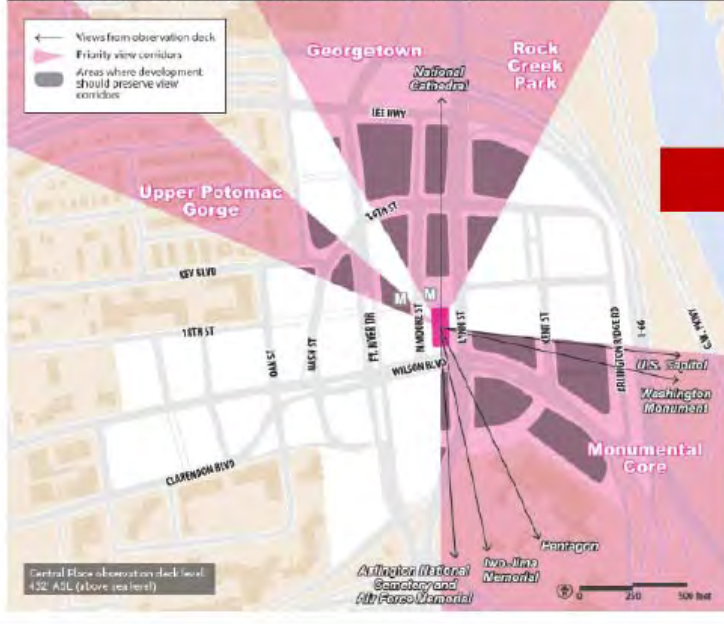 Views from observation deck
Priority view corridors
Areas where development
should preserve view
corridors
Georgetown
Rock
Creek
Park
National
Cathedral
LEE HWY
Upper Potomac
Gorge
19TH ST
KEY BLVD
M
M
18TH ST
OAK ST
NASH ST
FT. MYER DR
N MOORE ST
LYNN ST
KENT ST
ARLINGTON RIDGE RD
I-66
G.W. PKWY
WILSON BLVD
U.S. Capitol
Washington
Monument
Monumental
Core
CLARENDON BLVD
Pentagon
Iwo Jima
Memorial
Arlington National
Cemetery and
Air Force Memorial
Central Place observation deck level:
452' ASL (above sea level)
0
250
500 feet